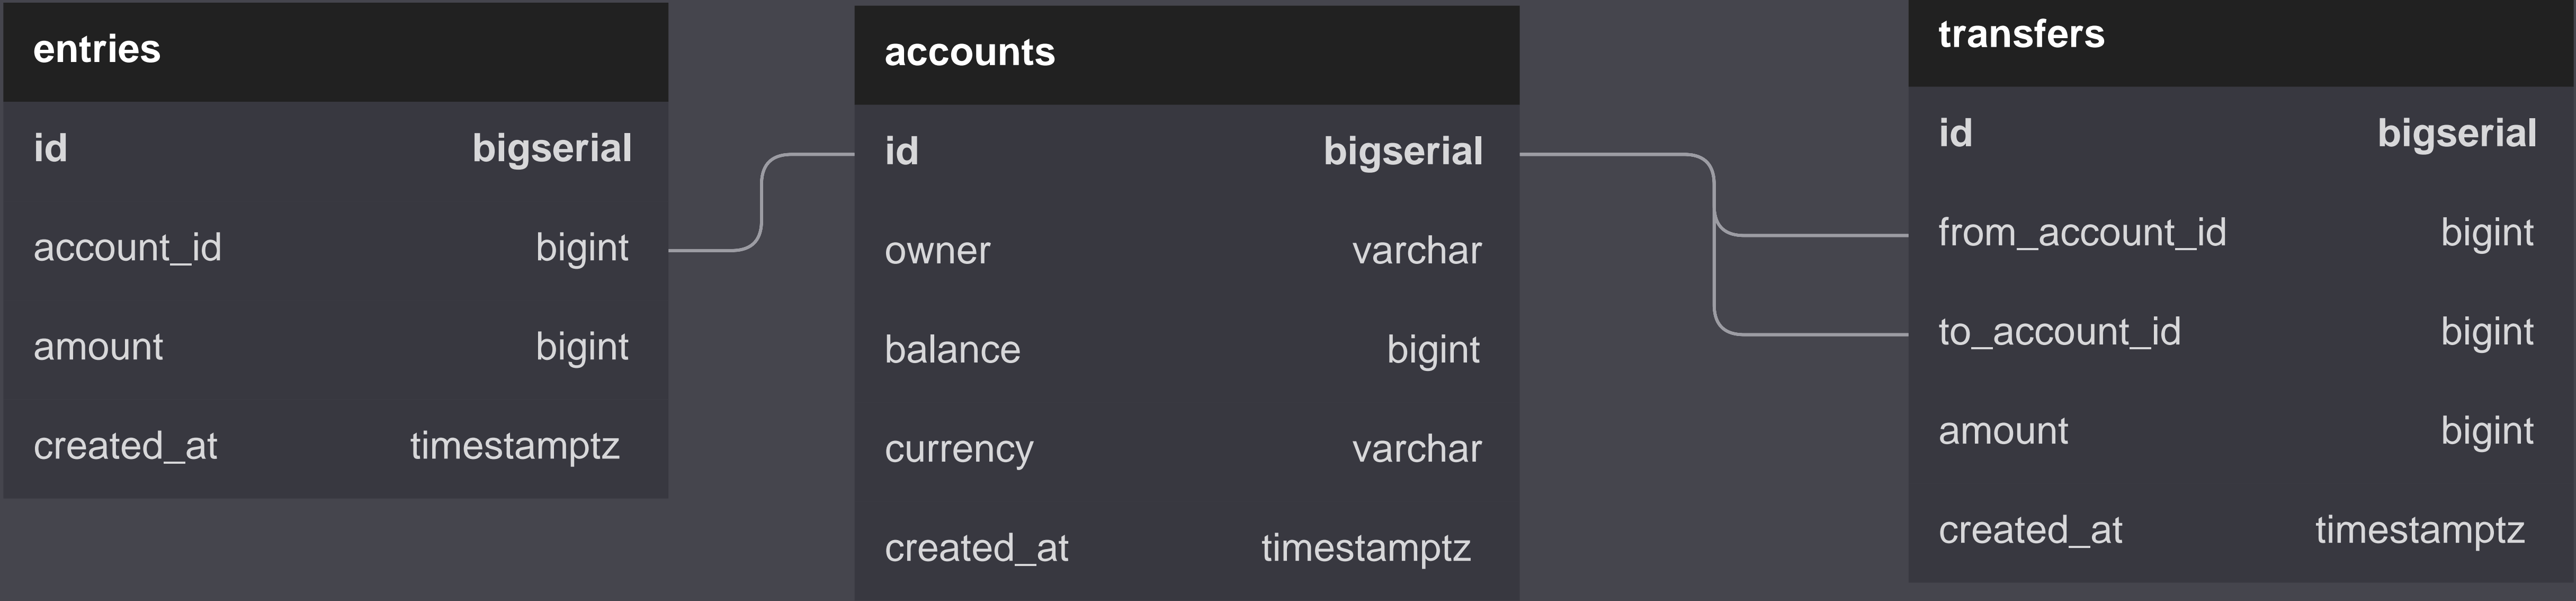 entries
id bigserial
account_id bigint
amount bigint
created_at timestamptz
accounts
id bigserial
owner varchar
balance bigint
currency varchar
created_at timestamptz
transfers
id bigserial
from_account_id bigint
to_account_id bigint
amount bigint
created_at timestamptz